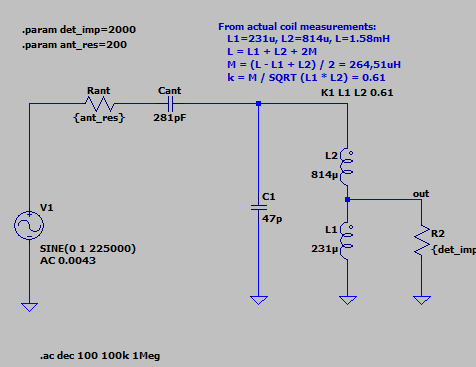 .param det_imp=2000
.param ant_res=200
From actual coil measurements:
L1=231u, L2=814u, L=1.58mH
L = L1 + L2 + 2M
M = (L - L1 + L2) / 2 = 264,51uH
k = M / SQRT (L1 * L2) = 0.61
K1 L1 L2 0.61
Rant
{ant_res}
Cant
281pF
L2
814µ
C1
47p
out
V1
SINE(0 1 225000)
AC 0.0043
L1
231µ
R2
{det_imp
.ac dec 100 100k 1Meg